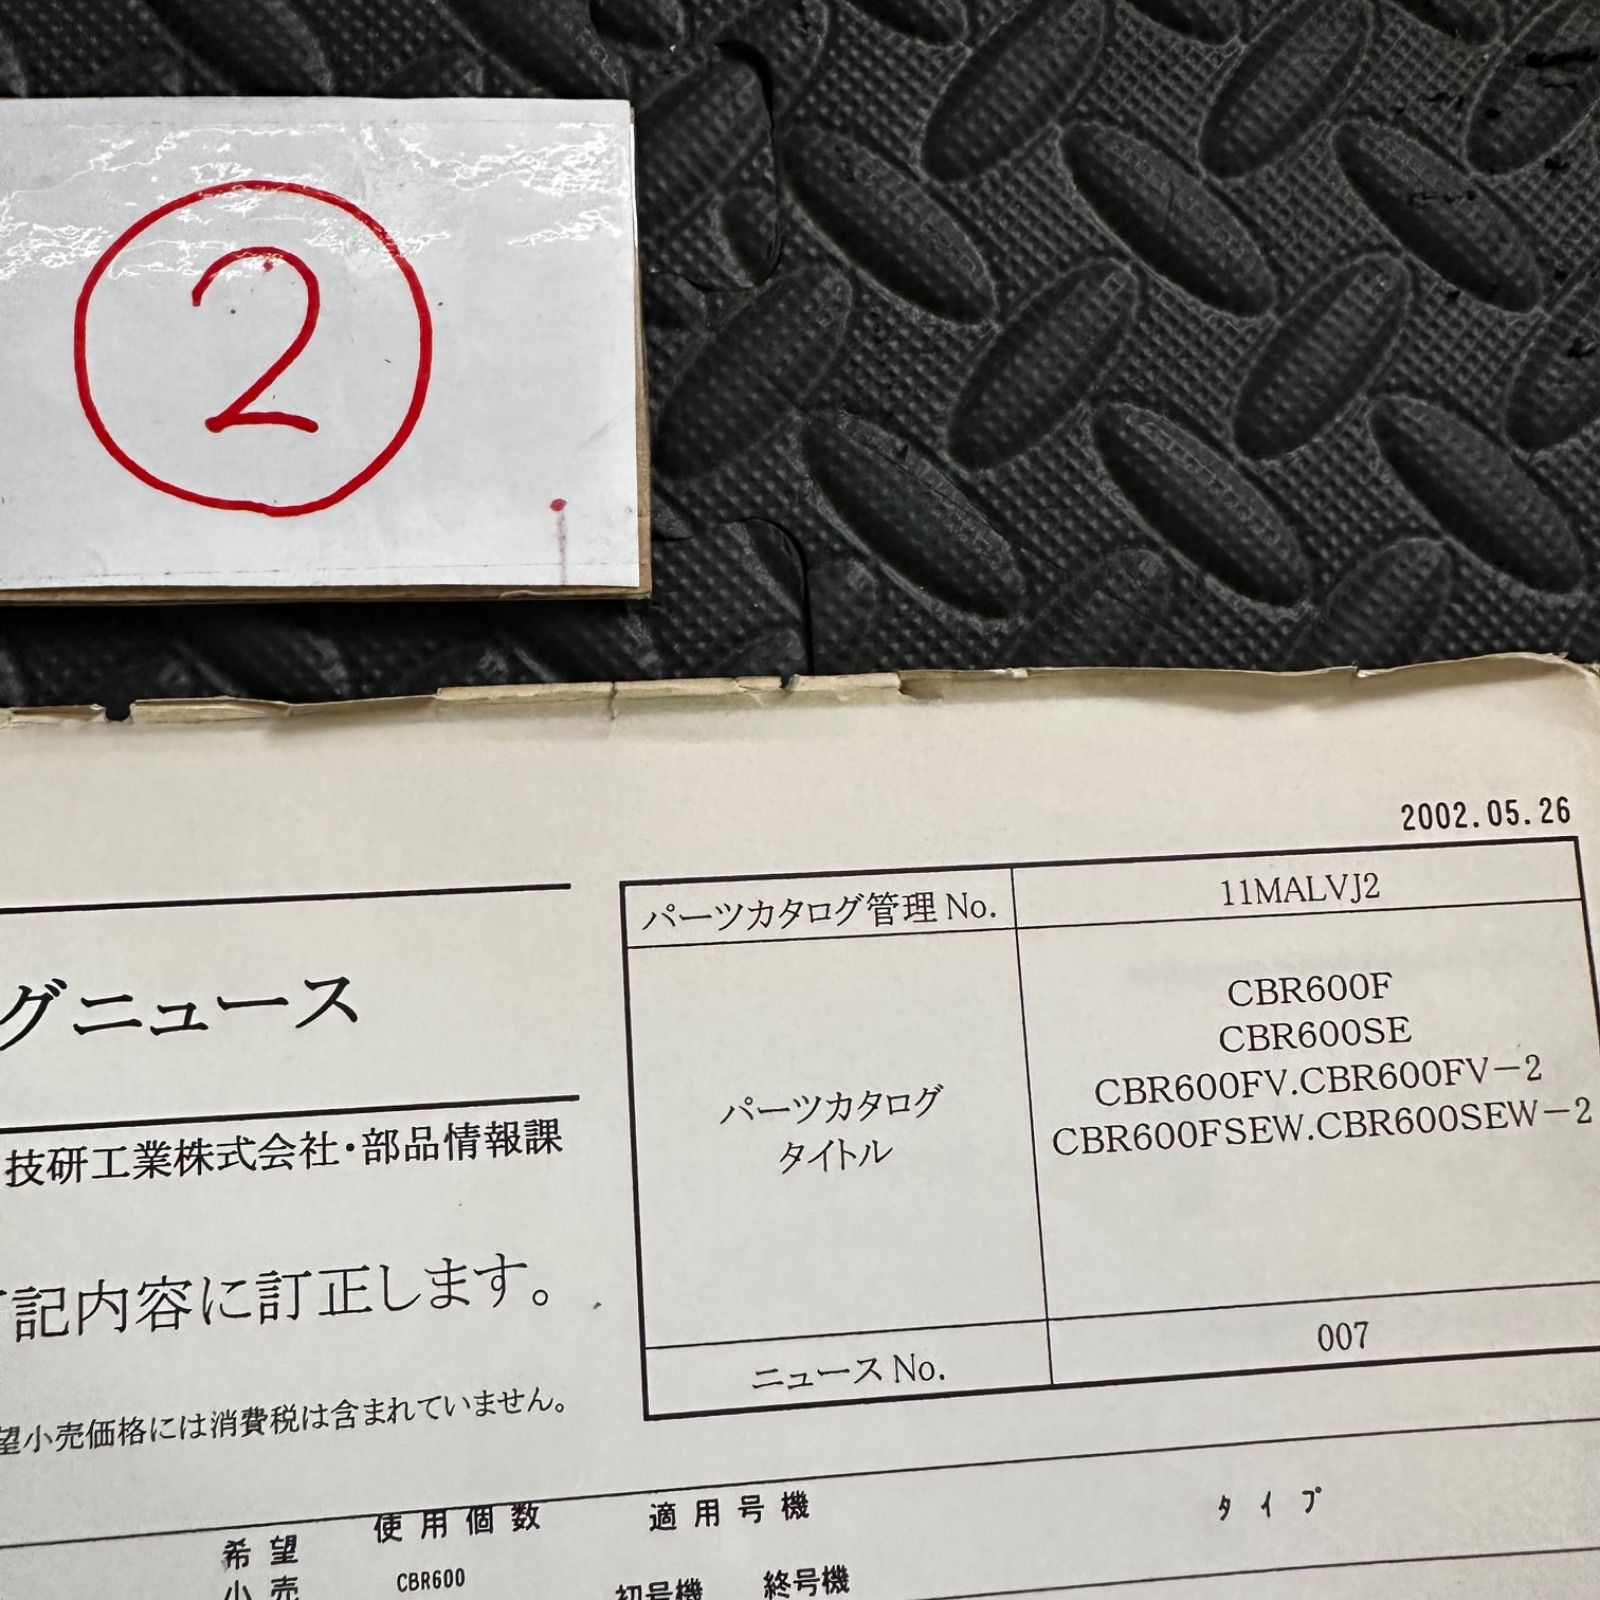 ②
2002.05.26
パーツカタログ管理 No.
11MALVJ2
グニュース
CBR600F
CBR600SE
CBR600FV.CBR600FV－2
CBR600FSEW.CBR600SEW－2
パーツカタログ
タイトル
技研工業株式会社・部品情報課
記内容に訂正します。
ニュース No.
007
望小売価格には消費税は含まれていません。
希望
小売
使用個数
CBR600
適用号機
初号機 終号機
タイプ